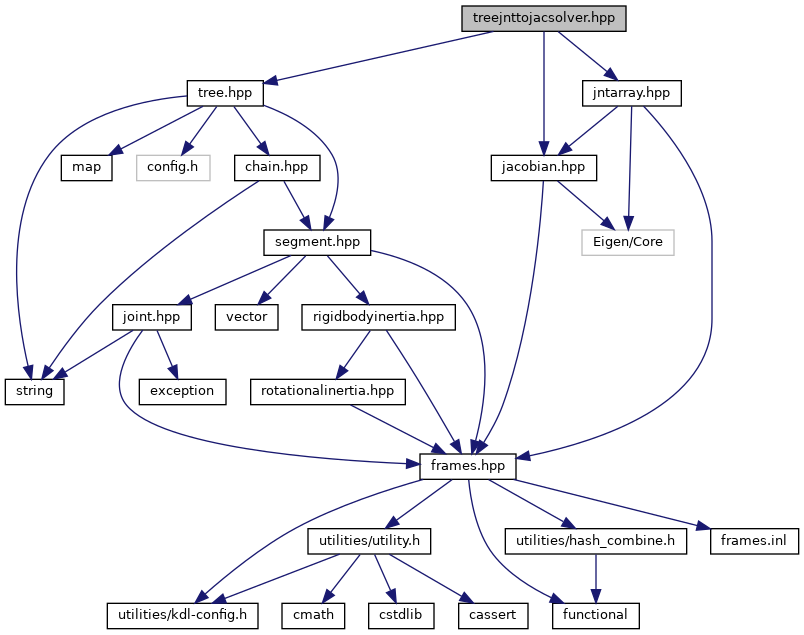 treejnttojacsolver.hpp
tree.hpp
jntarray.hpp
map
config.h
chain.hpp
jacobian.hpp
segment.hpp
Eigen/Core
joint.hpp
vector
rigidbodyinertia.hpp
string
exception
rotationalinertia.hpp
frames.hpp
utilities/utility.h
utilities/hash_combine.h
frames.inl
utilities/kdl-config.h
cmath
cstdlib
cassert
functional